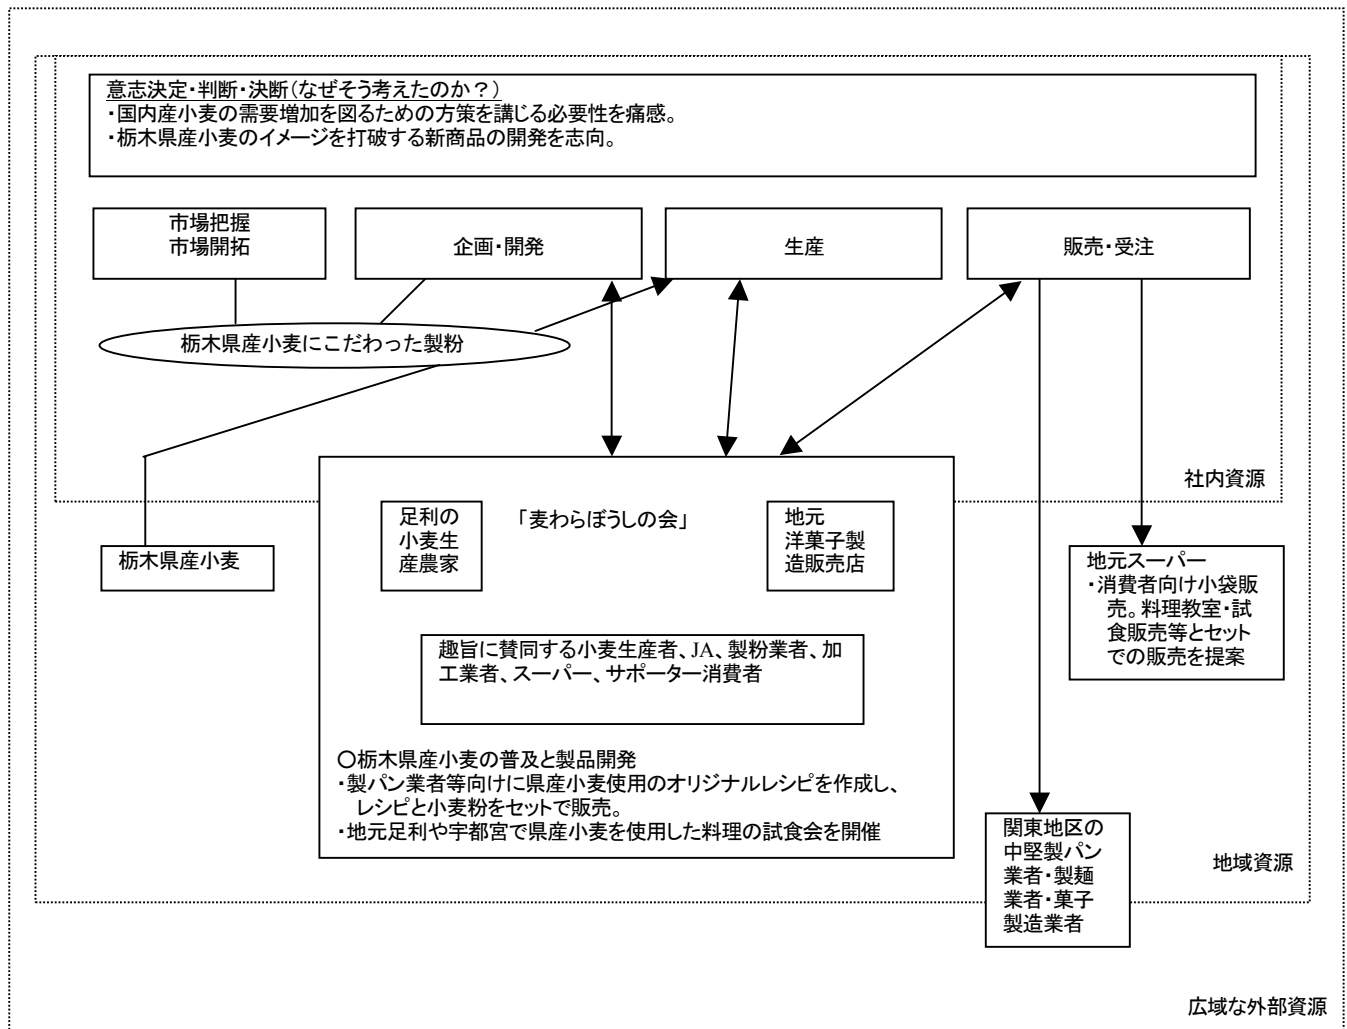 意志決定・判断・決断(なぜそう考えたのか？)
・国内産小麦の需要増加を図るための方策を講じる必要性を痛感。
・栃木県産小麦のイメージを打破する新商品の開発を志向。
市場把握
市場開拓
企画・開発
生産
販売・受注
栃木県産小麦にこだわった製粉
社内資源
栃木県産小麦
足利の
小麦生
産農家
「麦わらぼうしの会」
地元
洋菓子製
造販売店
趣旨に賛同する小麦生産者、JA、製粉業者、加
工業者、スーパー、サポーター消費者
○栃木県産小麦の普及と製品開発
・製パン業者等向けに県産小麦使用のオリジナルレシピを作成し、
レシピと小麦粉をセットで販売。
・地元足利や宇都宮で県産小麦を使用した料理の試食会を開催
地元スーパー
・消費者向け小袋販
売。料理教室・試
食販売等とセット
での販売を提案
関東地区の
中堅製パン
業者・製麺
業者・菓子
製造業者
地域資源
広域な外部資源